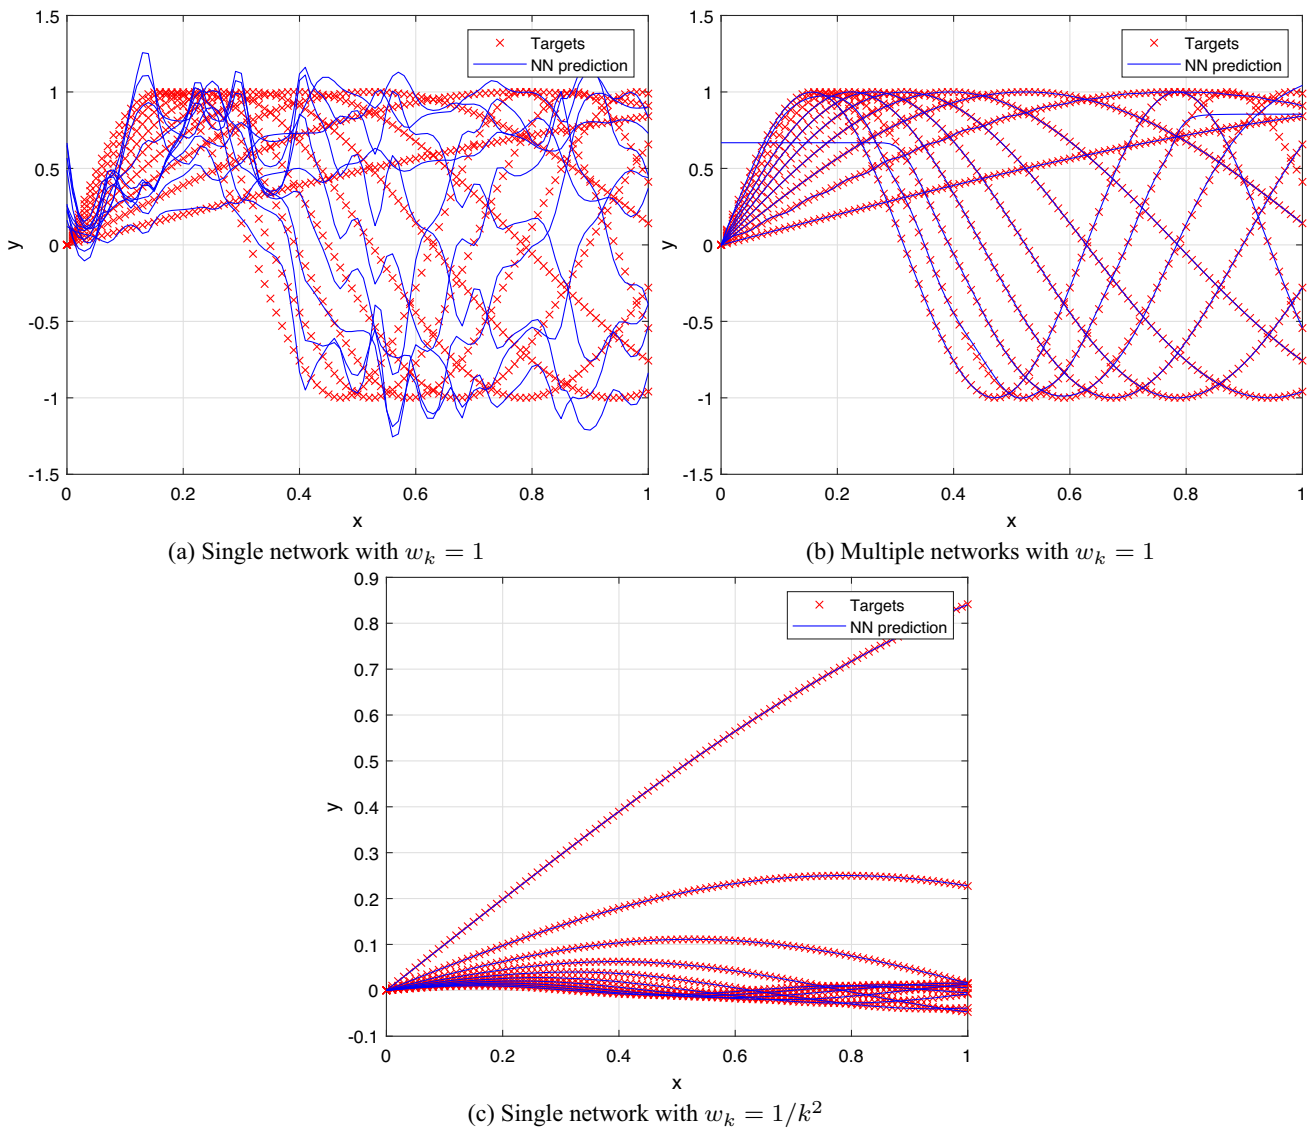 1.5
1
0.5
0
-0.5
-1
-1.5
y
0 0.2 0.4 0.6 0.8 1
x
Targets
NN prediction
(a) Single network with $w_k = 1$
1.5
1
0.5
0
-0.5
-1
-1.5
y
0 0.2 0.4 0.6 0.8 1
x
Targets
NN prediction
(b) Multiple networks with $w_k = 1$
0.9
0.8
0.7
0.6
0.5
0.4
0.3
0.2
0.1
0
-0.1
y
0 0.2 0.4 0.6 0.8 1
x
Targets
NN prediction
(c) Single network with $w_k = 1/k^2$